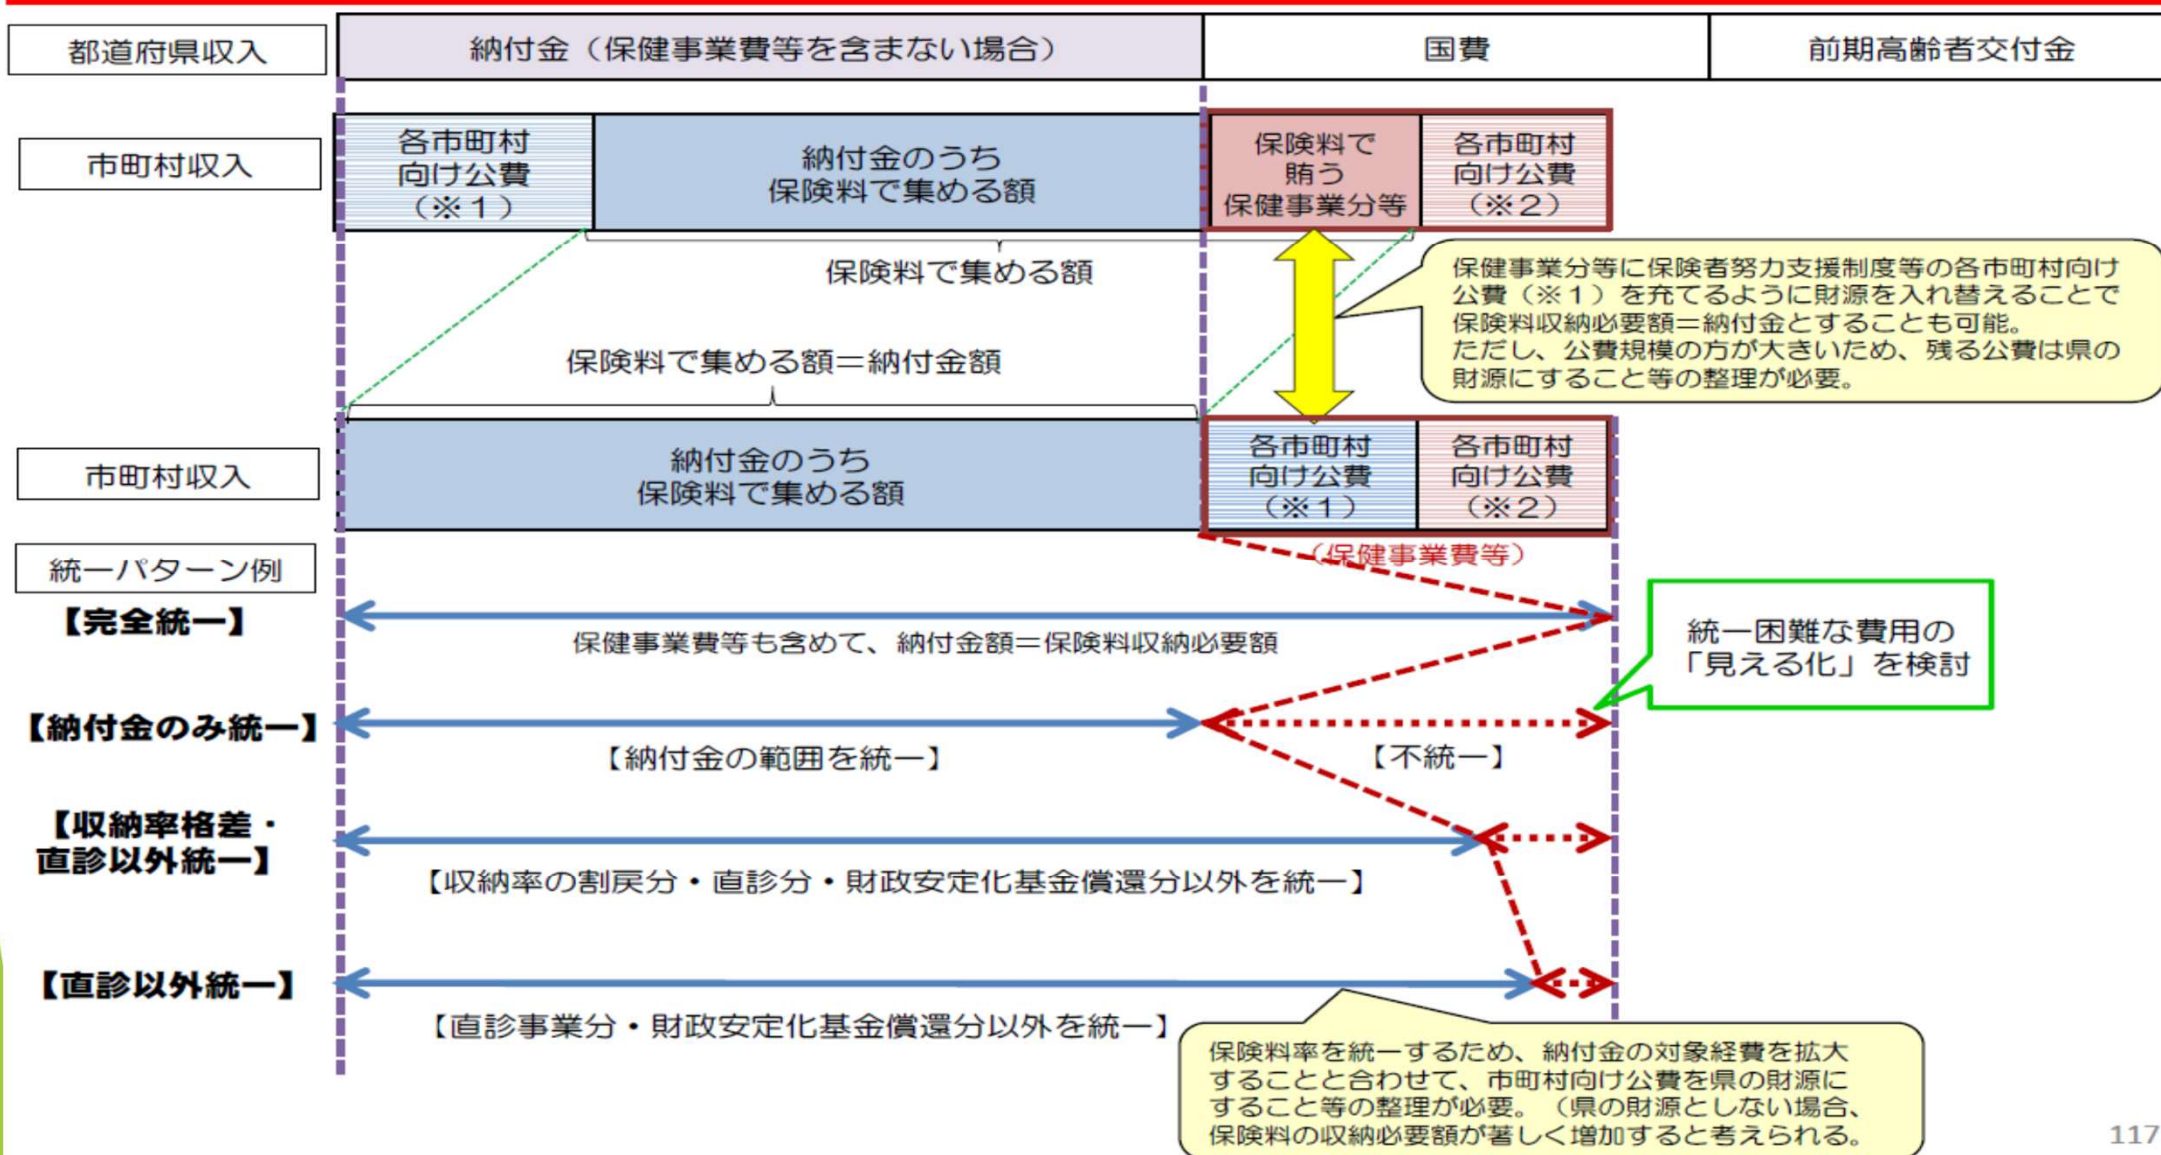 都道府県収入
納付金（保健事業費等を含まない場合）
国費
前期高齢者交付金
市町村収入
各市町村
向け公費
（※１）
納付金のうち
保険料で集める額
保険料で
賄う
保健事業分等
各市町村
向け公費
（※２）
保険料で集める額
保健事業分等に保険者努力支援制度等の各市町村向け
公費（※１）を充てるように財源を入れ替えることで
保険料収納必要額＝納付金とすることも可能。
ただし、公費規模の方が大きいため、残る公費は県の
財源にすること等の整理が必要。
保険料で集める額＝納付金額
市町村収入
納付金のうち
保険料で集める額
各市町村
向け公費
（※１）
各市町村
向け公費
（※２）
（保健事業費等）
統一パターン例
【完全統一】
保健事業費等も含めて、納付金額＝保険料収納必要額
統一困難な費用の
「見える化」を検討
【納付金のみ統一】
【納付金の範囲を統一】
【不統一】
【収納率格差・
直診以外統一】
【収納率の割戻分・直診分・財政安定化基金償還分以外を統一】
【直診以外統一】
【直診事業分・財政安定化基金償還分以外を統一】
保険料率を統一するため、納付金の対象経費を拡大
することと合わせて、市町村向け公費を県の財源に
すること等の整理が必要。（県の財源としない場合、
保険料の収納必要額が著しく増加すると考えられる。
117